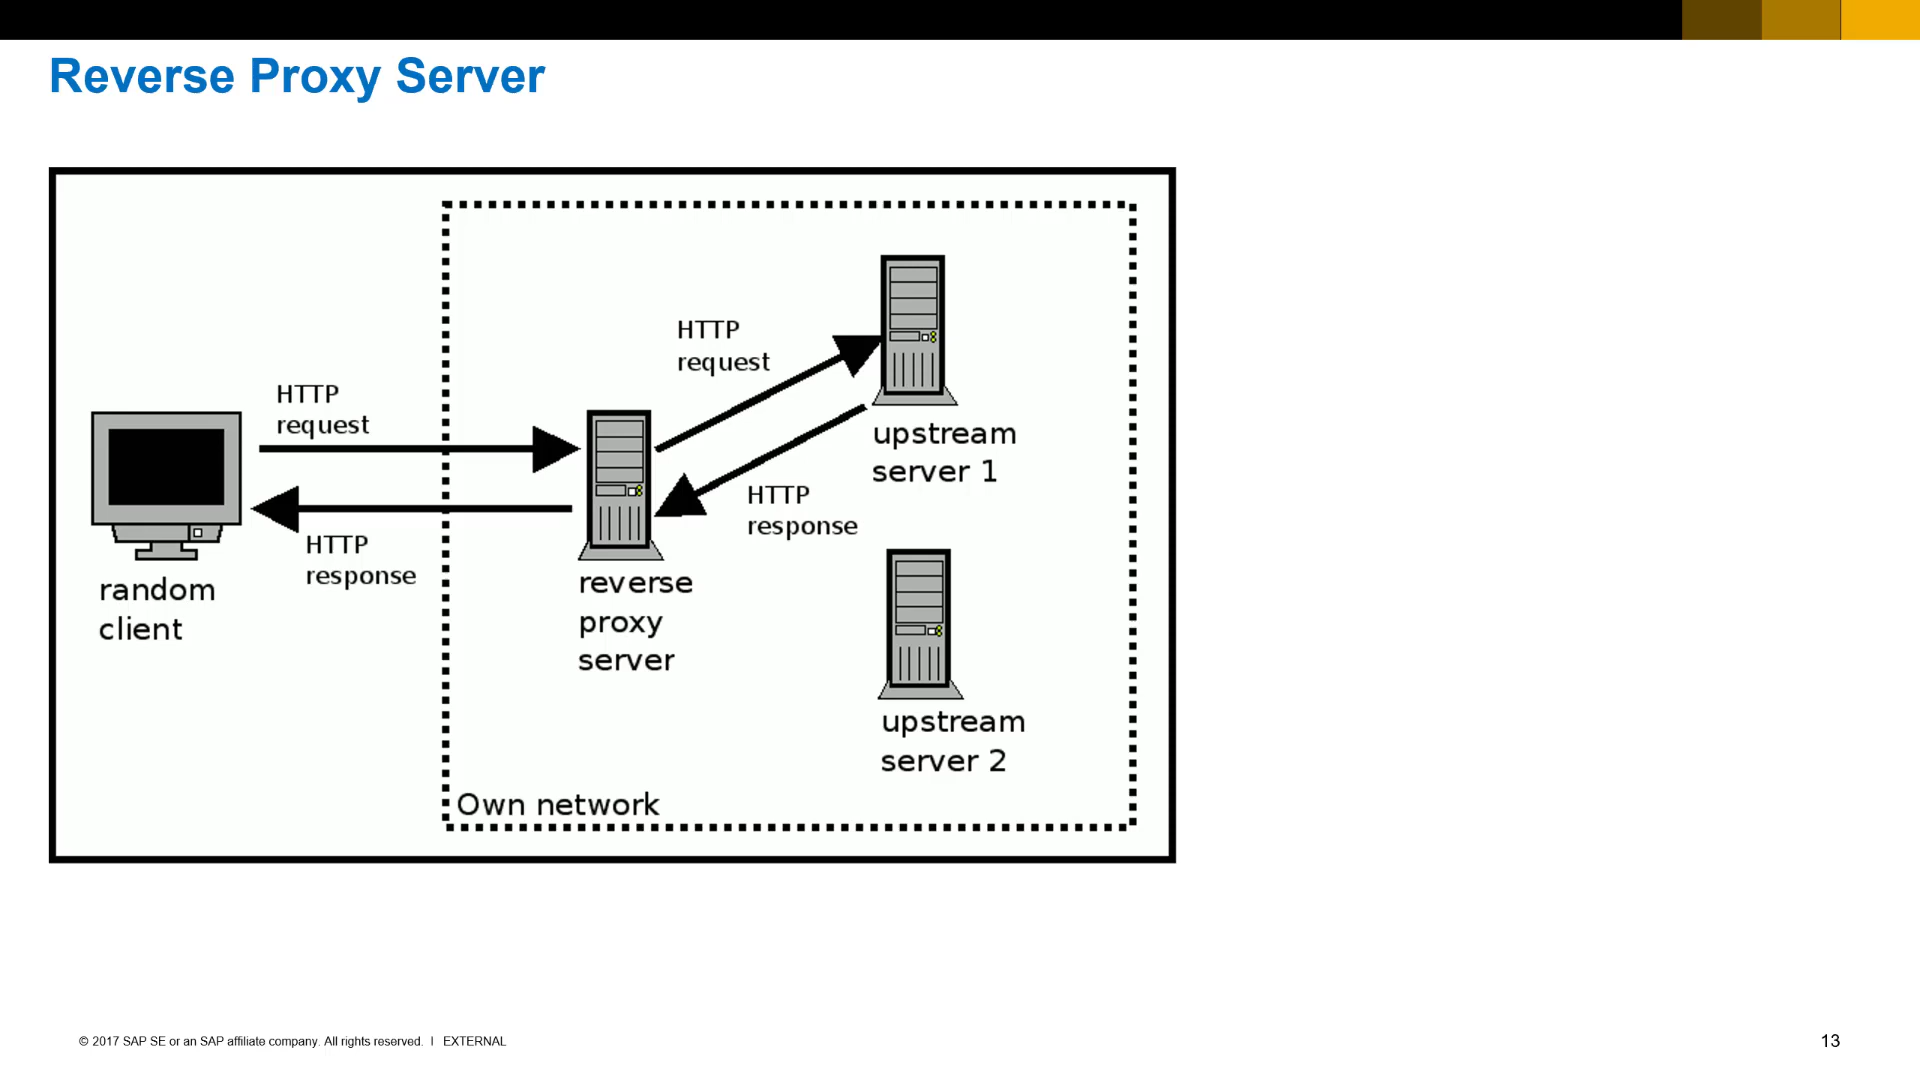 Reverse Proxy Server
HTTP
request
HTTP
request
upstream
server 1
HTTP
response
HTTP
response
random
client
reverse
proxy
server
upstream
server 2
Own network
© 2017 SAP SE or an SAP affiliate company. All rights reserved. I EXTERNAL
13